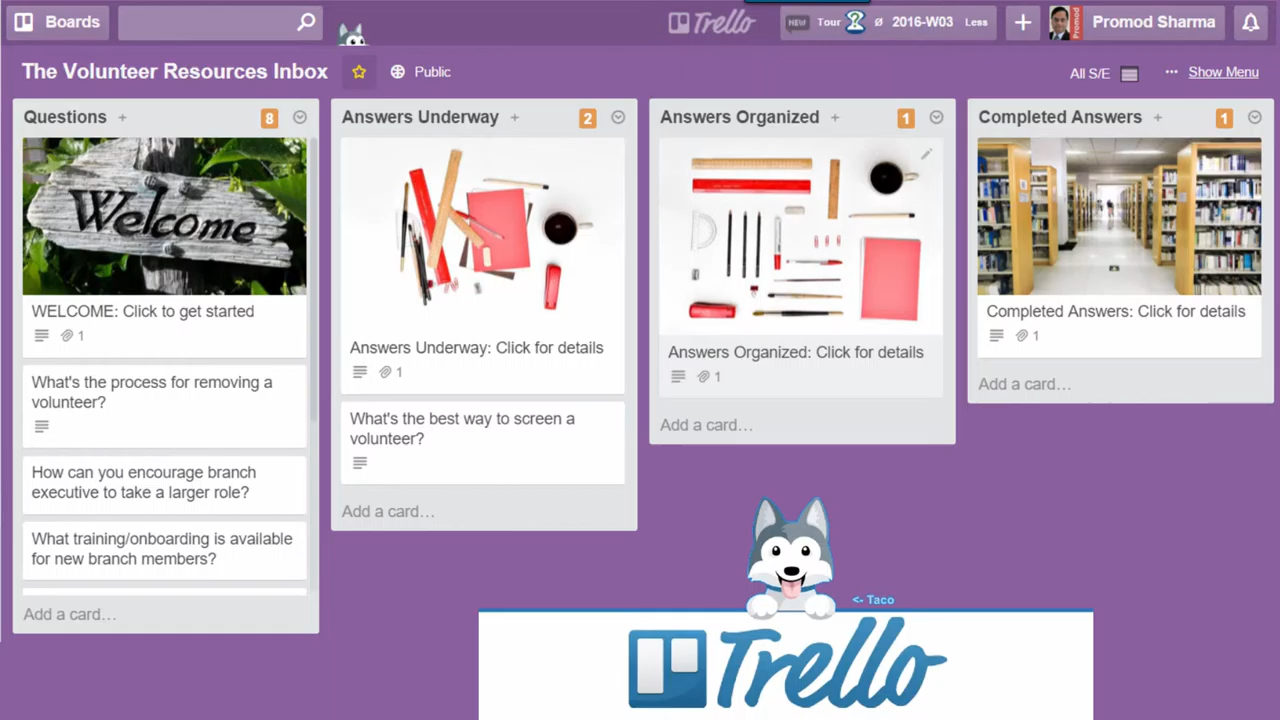 Boards
Trello
NEW Tour Ø 2016-W03 Less
+
Promod
Promod Sharma
The Volunteer Resources Inbox
Public
All S/E
••• Show Menu
Questions + 8
Welcome
WELCOME: Click to get started
1
What's the process for removing a
volunteer?
How can you encourage branch
executive to take a larger role?
What training/onboarding is available
for new branch members?
Add a card…
Answers Underway + 2
Answers Underway: Click for details
1
What's the best way to screen a
volunteer?
Add a card…
Answers Organized + 1
Answers Organized: Click for details
1
Add a card…
Completed Answers + 1
Completed Answers: Click for details
1
Add a card…
<- Taco
Trello